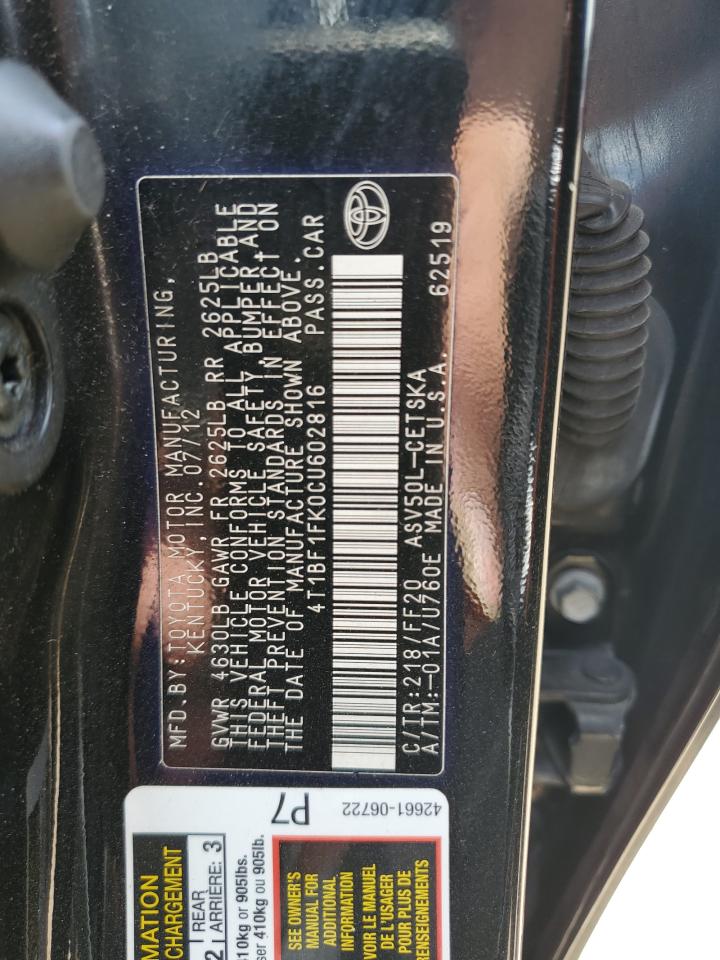 MFD. BY: TOYOTA MOTOR MANUFACTURING,
KENTUCKY, INC. 07/12
GVWR 4630LB GAWR FR 2625LB RR 2625LB
THIS VEHICLE CONFORMS TO ALL APPLICABLE
FEDERAL MOTOR VEHICLE SAFETY, BUMPER, AND
THEFT PREVENTION STANDARDS IN EFFECT ON
THE DATE OF MANUFACTURE SHOWN ABOVE.
4T1BF1FK0CU602816 PASS. CAR
C/TR: 218/FF20 ASV50L-CETSKA 62519
A/TM: -01A/U760E MADE IN U.S.A.
P7
42661-06722
MATION
CHARGEMENT
2 REAR
ARRIERE: 3
410kg or 905lbs.
ser 410kg ou 905lb.
SEE OWNER'S
MANUAL FOR
ADDITIONAL
INFORMATION
VOIR LE MANUEL
DE L'USAGER
POUR PLUS DE
RENSEIGNEMENTS